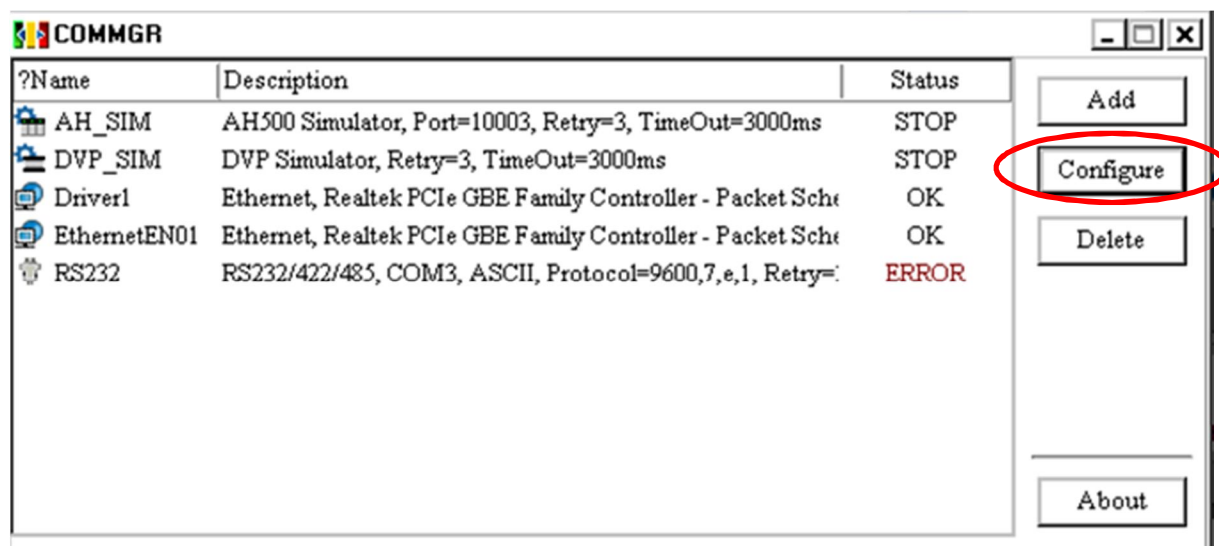 COMMGR
?Name Description Status
AH_SIM AH500 Simulator, Port=10003, Retry=3, TimeOut=3000ms STOP
DVP_SIM DVP Simulator, Retry=3, TimeOut=3000ms STOP
Driver1 Ethernet, Realtek PCIe GBE Family Controller - Packet Sche OK
EthernetEN01 Ethernet, Realtek PCIe GBE Family Controller - Packet Sche OK
RS232 RS232/422/485, COM3, ASCII, Protocol=9600,7,e,1, Retry= ERROR
Add
Configure
Delete
About